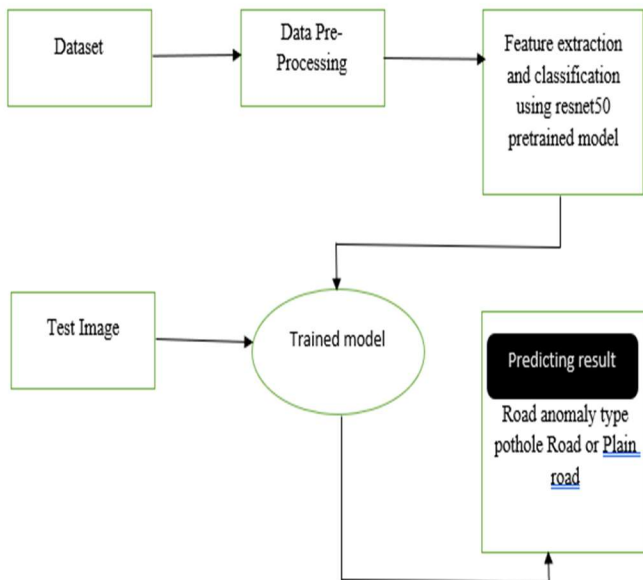 Dataset
Data Pre-
Processing
Feature extraction
and classification
using resnet50
pretrained model
Test Image
Trained model
Predicting result
Road anomaly type
pothole Road or Plain
road